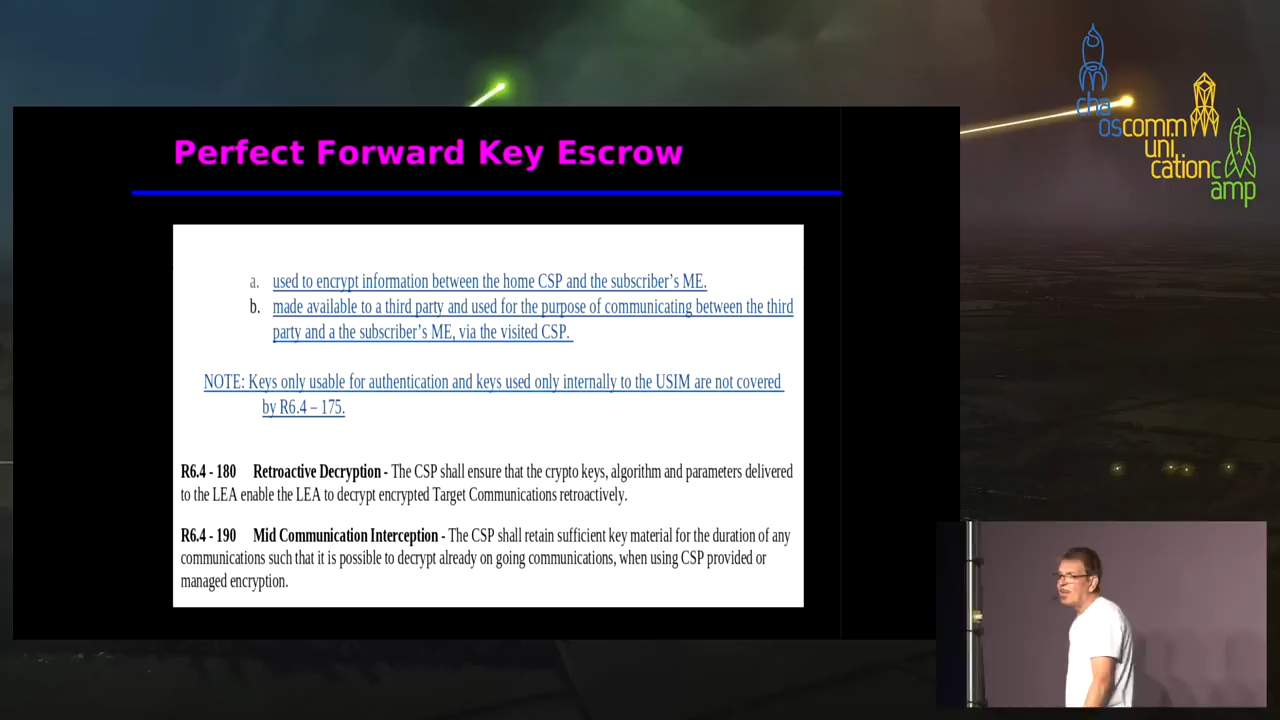 Perfect Forward Key Escrow
a. used to encrypt information between the home CSP and the subscriber's ME.
b. made available to a third party and used for the purpose of communicating between the third
party and a the subscriber's ME, via the visited CSP.
NOTE: Keys only usable for authentication and keys used only internally to the USIM are not covered
by R6.4 – 175.
R6.4 - 180 Retroactive Decryption - The CSP shall ensure that the crypto keys, algorithm and parameters delivered
to the LEA enable the LEA to decrypt encrypted Target Communications retroactively.
R6.4 - 190 Mid Communication Interception - The CSP shall retain sufficient key material for the duration of any
communications such that it is possible to decrypt already on going communications, when using CSP provided or
managed encryption.
cha
oscomm
uni
cationc
amp